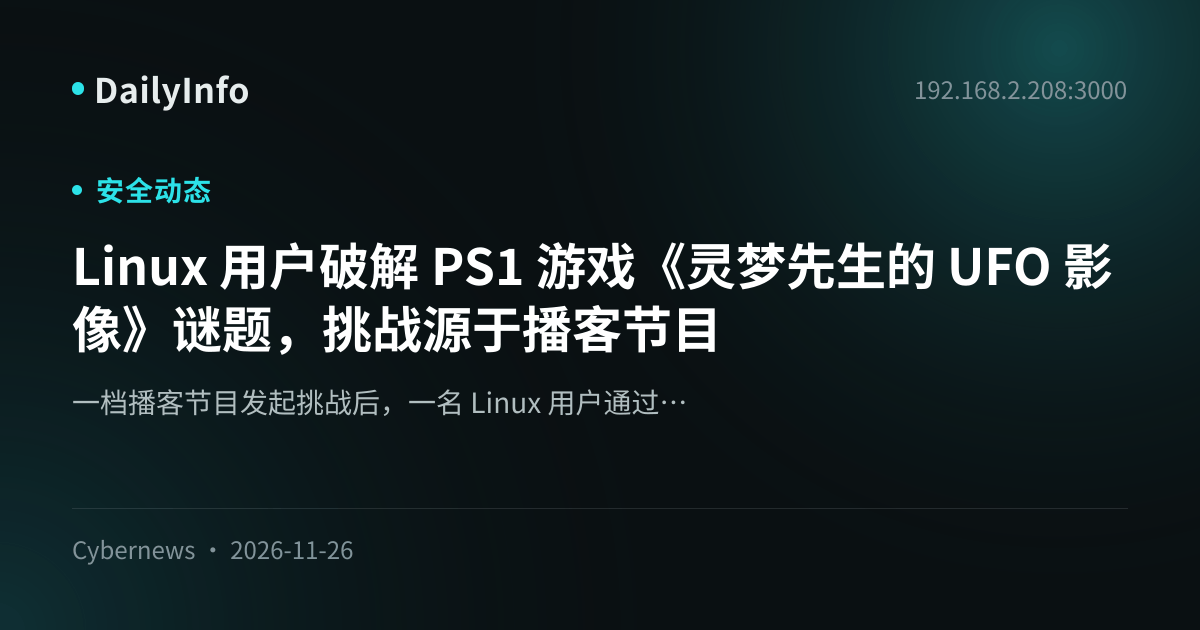 DailyInfo
192.168.2.208:3000
安全动态
Linux 用户破解 PS1 游戏《灵梦先生的 UFO 影
像》谜题，挑战源于播客节目
一档播客节目发起挑战后，一名 Linux 用户通过…
Cybernews · 2026-11-26